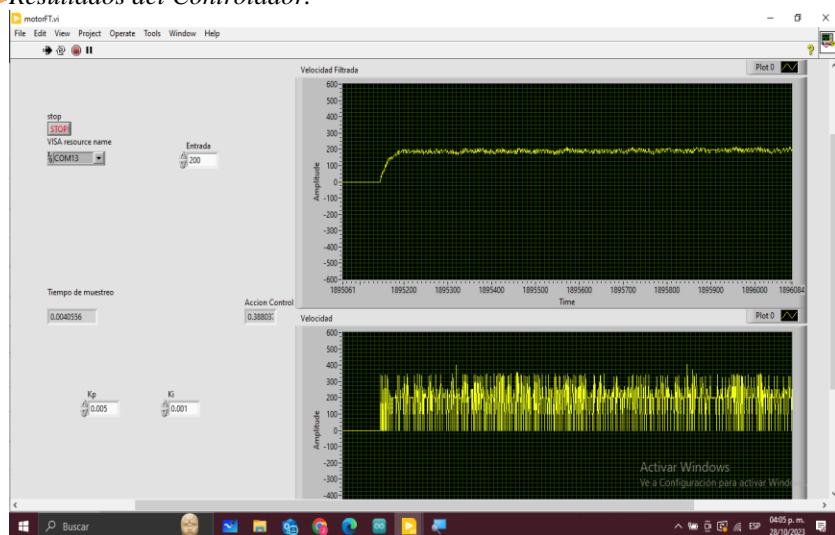 Resultados del Controlador:
motorFT.vi
File Edit View Project Operate Tools Window Help
stop
STOP
VISA resource name
COM13
Entrada
200
Tiempo de muestreo
0.0040556
Accion Control
0.38803
Kp
0.005
Ki
0.001
Velocidad Filtrada
Plot 0
600
500
400
300
200
100
0
-100
-200
-300
-400
-500
-600
Amplitude
1895061 1895200 1895300 1895400 1895500 1895600 1895700 1895800 1895900 1896000 1896084
Time
Velocidad
Plot 0
600
500
400
300
200
100
0
-100
-200
-300
-400
Amplitude
Activar Windows
Ve a Configuración para activar Wind
Buscar
ESP
04:05 p. m.
28/10/2023